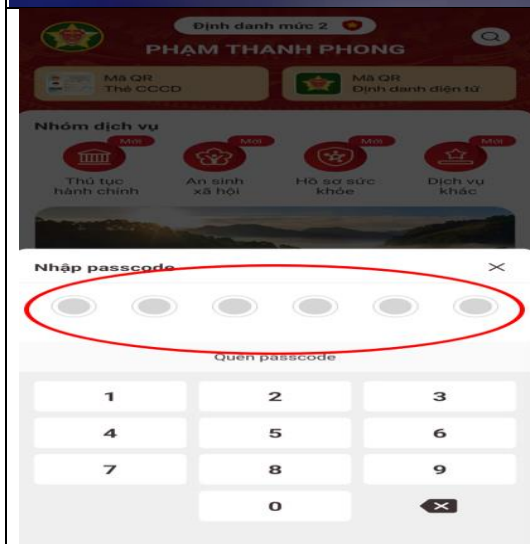 Định danh mức 2
PHẠM THANH PHONG
Mã QR
Thẻ CCCD
Mã QR
Định danh điện tử
Nhóm dịch vụ
Mới
Mới
Mới
Mới
Thủ tục
hành chính
An sinh
xã hội
Hồ sơ sức
khỏe
Dịch vụ
khác
Nhập passcode
Quên passcode
1
2
3
4
5
6
7
8
9
0